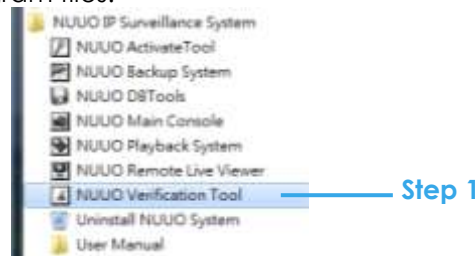 NUUO IP Surveillance System
NUUO ActivateTool
NUUO Backup System
NUUO DBTools
NUUO Main Console
NUUO Playback System
NUUO Remote Live Viewer
NUUO Verification Tool
Step 1
Uninstall NUUO System
User Manual